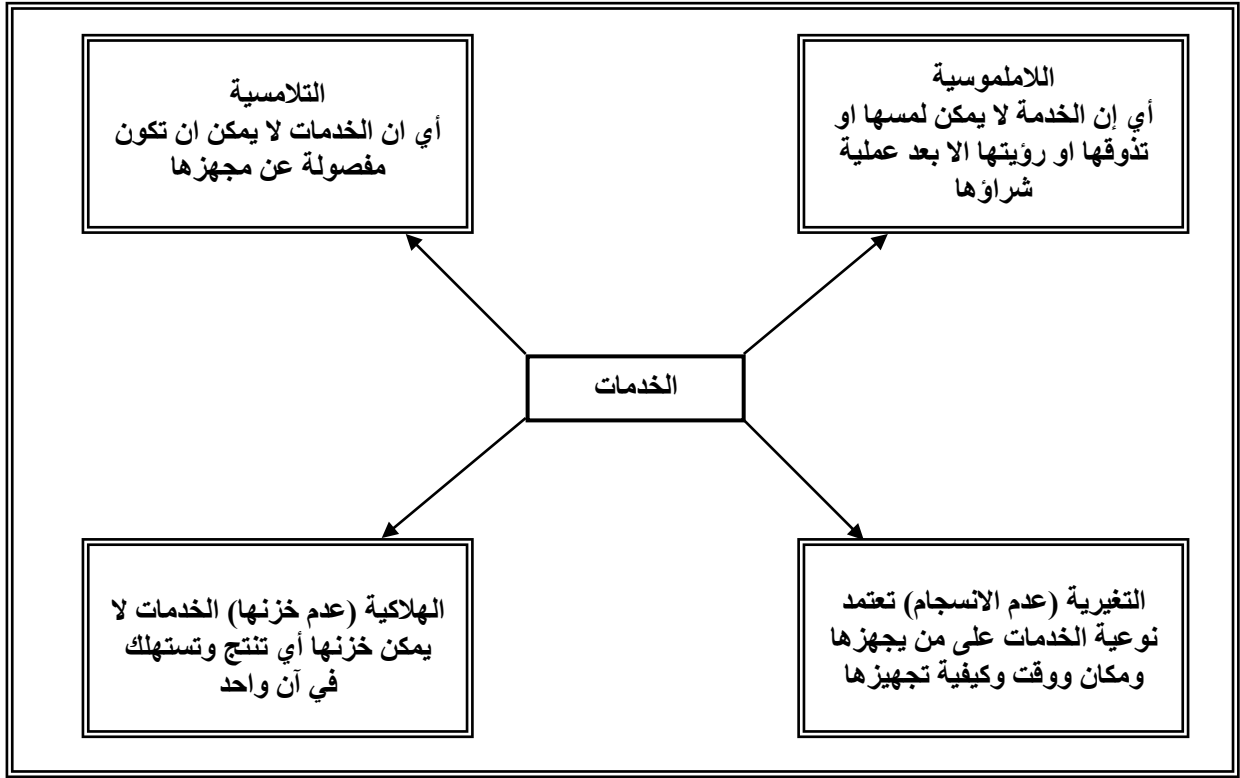 اللاملموسية
أي إن الخدمة لا يمكن لمسها او
تذوقها او رؤيتها الا بعد عملية
شراؤها
التلامسية
أي ان الخدمات لا يمكن ان تكون
مفصولة عن مجهزها
الخدمات
التغيرية (عدم الانسجام) تعتمد
نوعية الخدمات على من يجهزها
ومكان ووقت وكيفية تجهيزها
الهلاكية (عدم خزنها) الخدمات لا
يمكن خزنها أي تنتج وتستهلك
في آن واحد